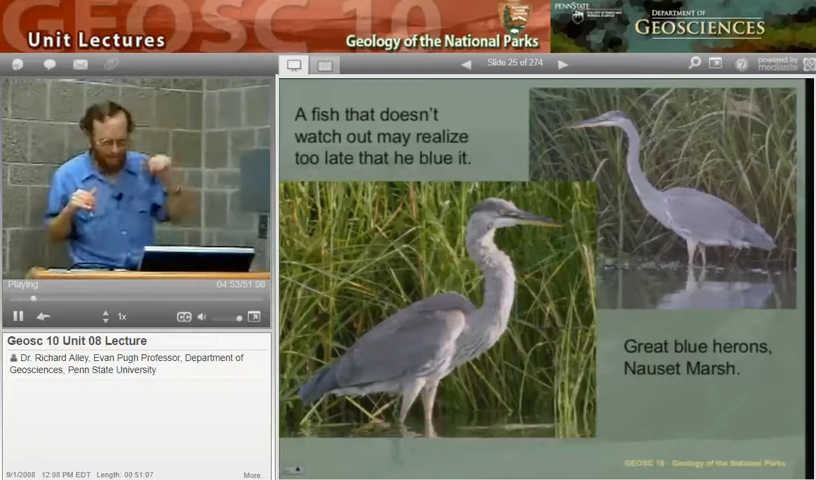 GEOSC 10
Unit Lectures
Geology of the National Parks
PENNSTATE
DEPARTMENT OF
GEOSCIENCES
Slide 25 of 274
powered by
mediasite
A fish that doesn't
watch out may realize
too late that he blue it.
Great blue herons,
Nauset Marsh.
GEOSC 10 - Geology of the National Parks
Playing
04:53/51:08
1x
CC
Geosc 10 Unit 08 Lecture
Dr. Richard Alley, Evan Pugh Professor, Department of
Geosciences, Penn State University
9/1/2008 12:08 PM EDT Length: 00:51:07
More...